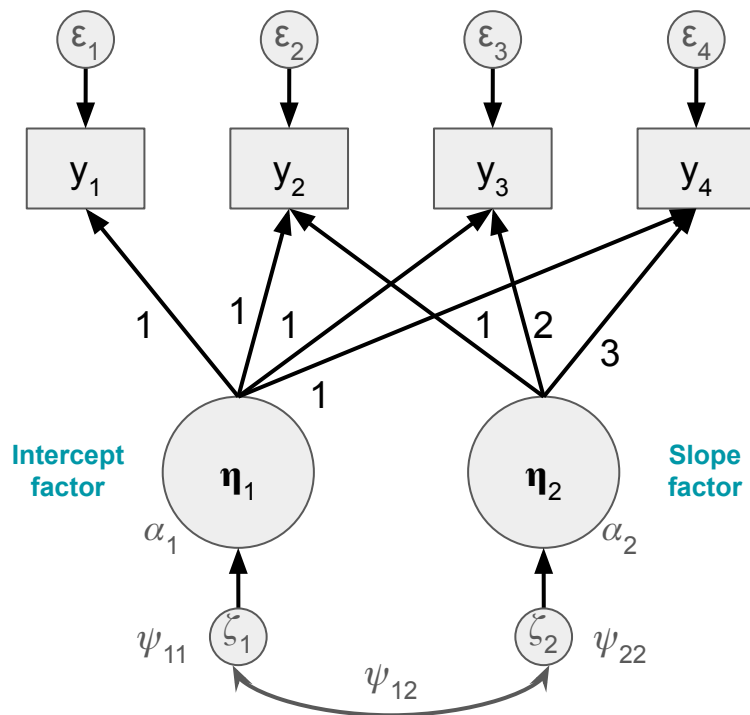 ε₁ ε₂ ε₃ ε₄
y₁ y₂ y₃ y₄
1 1 1 1 2 3
1
Intercept
factor
η₁
η₂
Slope
factor
α₁ α₂
ψ₁₁ ζ₁ ζ₂ ψ₂₂
ψ₁₂